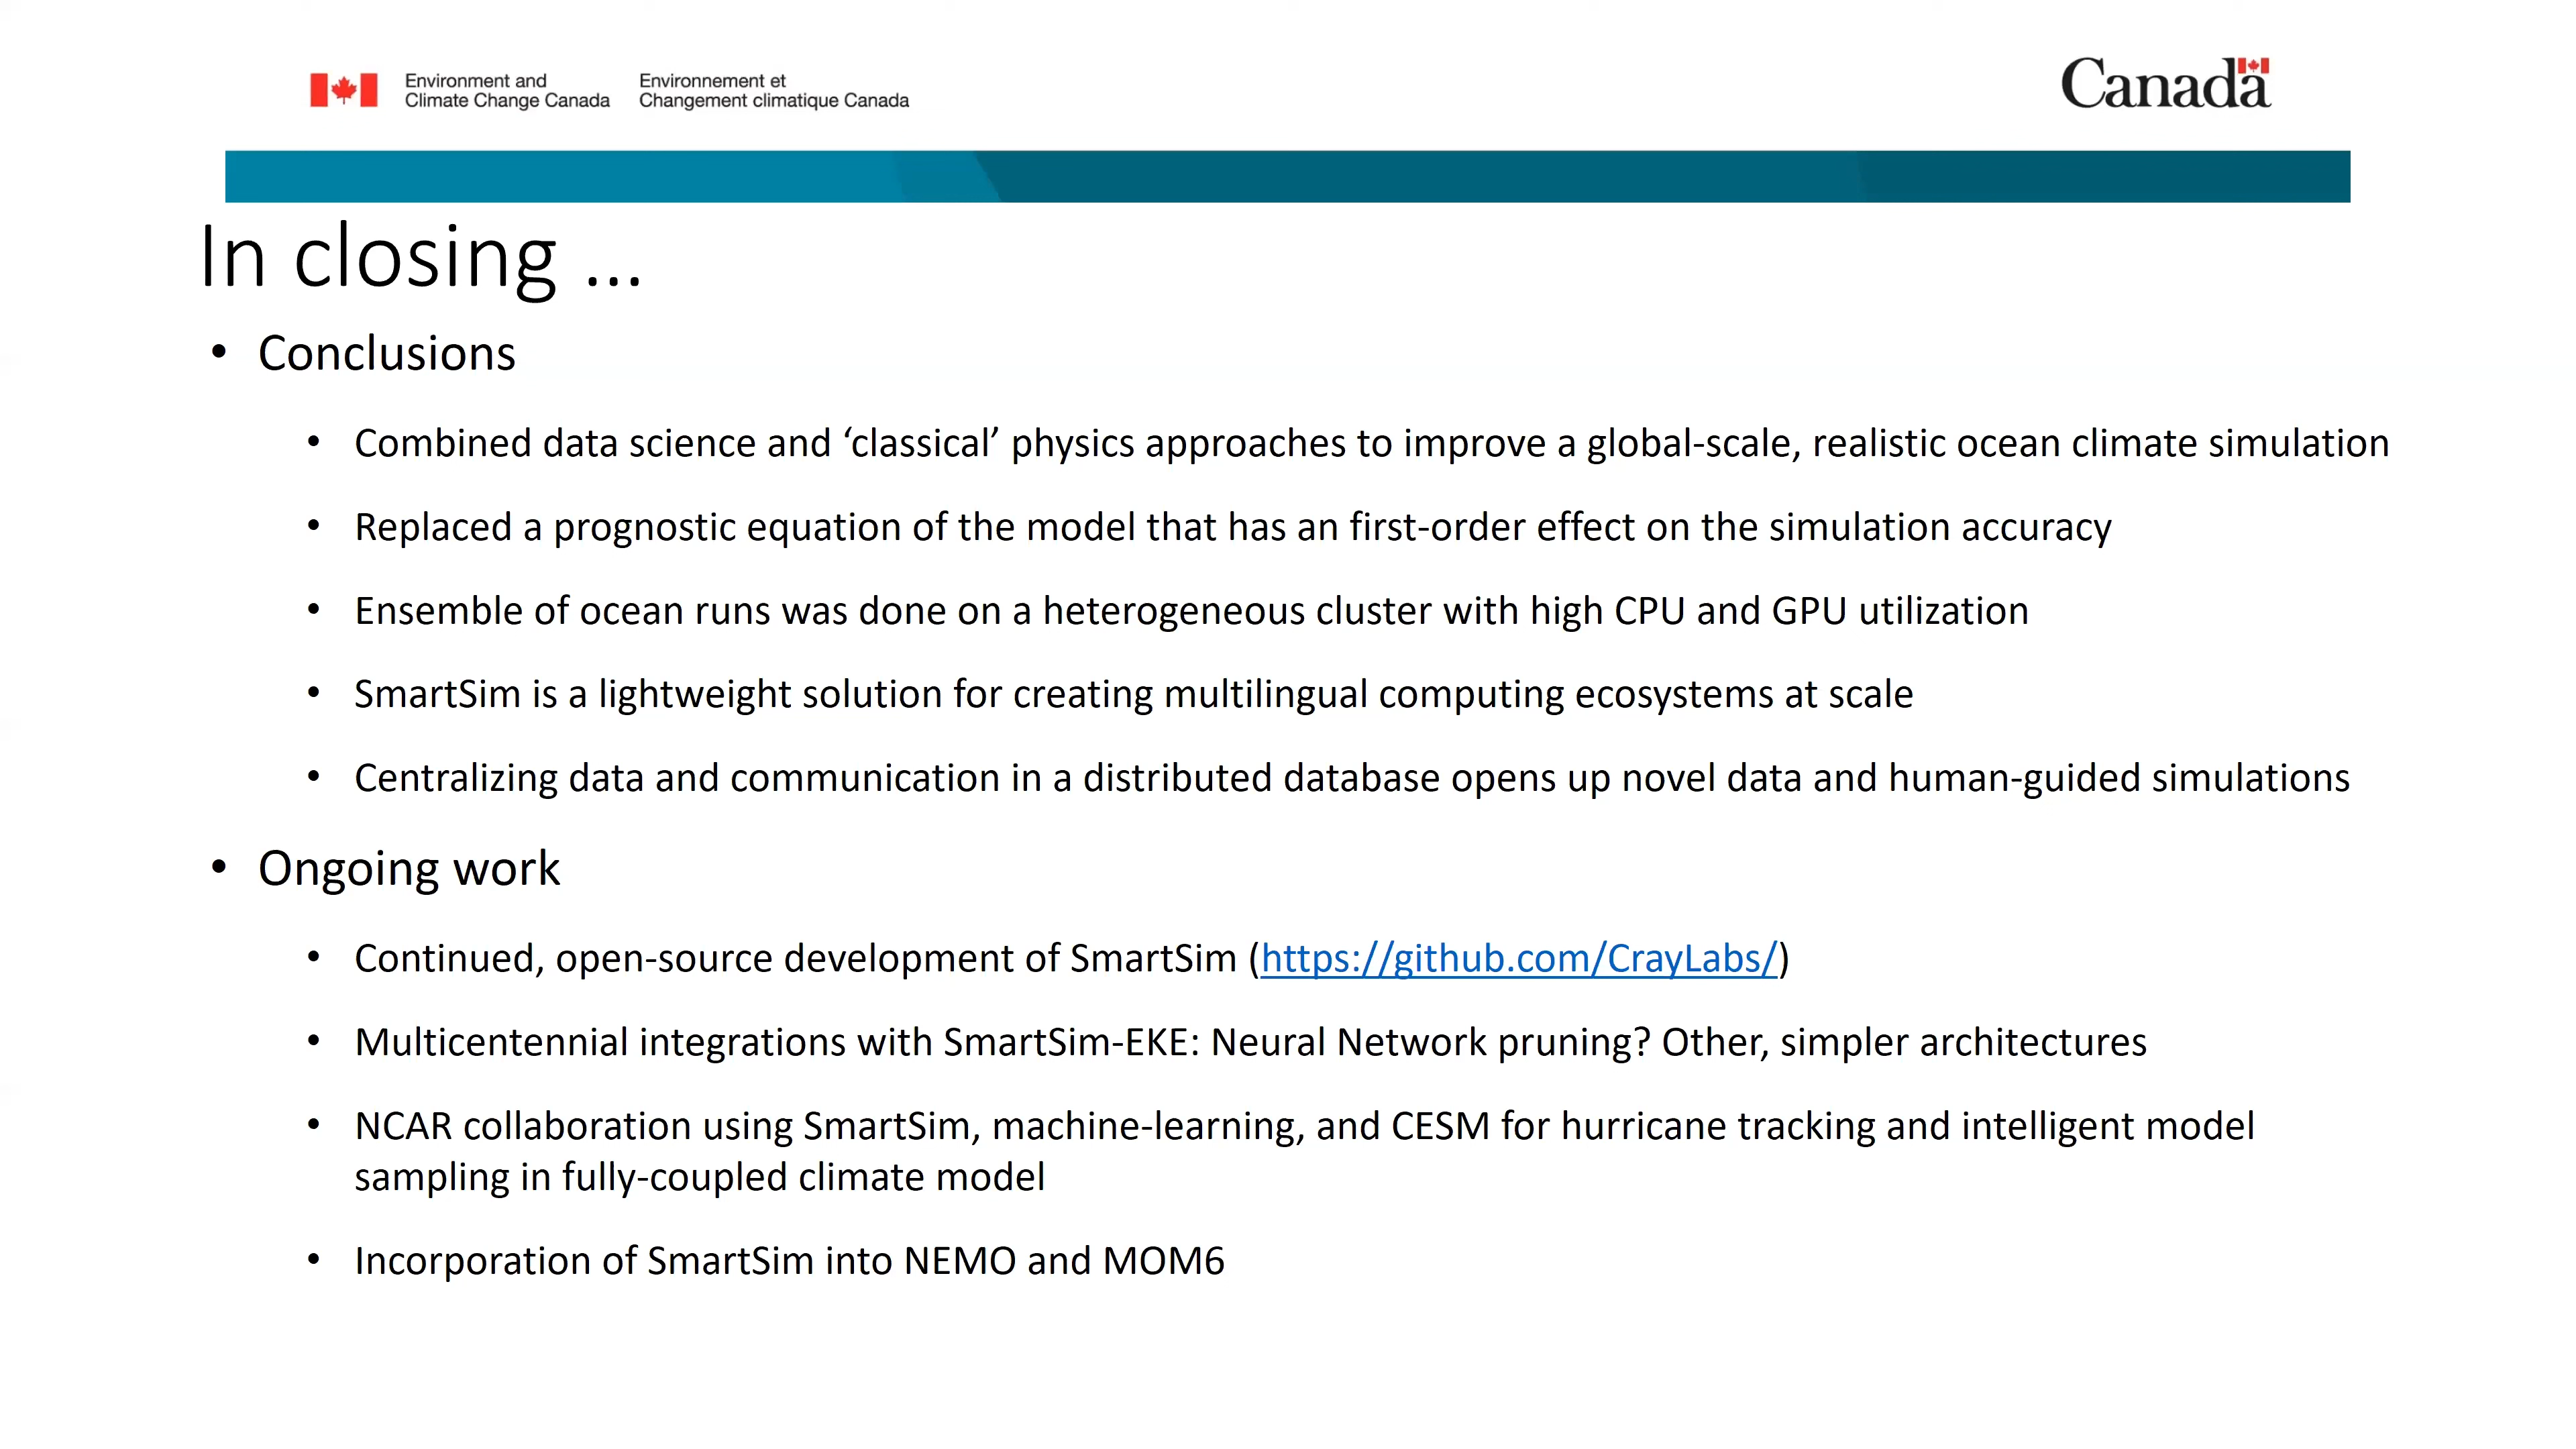 Environment and
Climate Change Canada
Environnement et
Changement climatique Canada
Canada
In closing ...
• Conclusions
• Combined data science and ‘classical’ physics approaches to improve a global-scale, realistic ocean climate simulation
• Replaced a prognostic equation of the model that has an first-order effect on the simulation accuracy
• Ensemble of ocean runs was done on a heterogeneous cluster with high CPU and GPU utilization
• SmartSim is a lightweight solution for creating multilingual computing ecosystems at scale
• Centralizing data and communication in a distributed database opens up novel data and human-guided simulations
• Ongoing work
• Continued, open-source development of SmartSim (https://github.com/CrayLabs/)
• Multicentennial integrations with SmartSim-EKE: Neural Network pruning? Other, simpler architectures
• NCAR collaboration using SmartSim, machine-learning, and CESM for hurricane tracking and intelligent model
sampling in fully-coupled climate model
• Incorporation of SmartSim into NEMO and MOM6